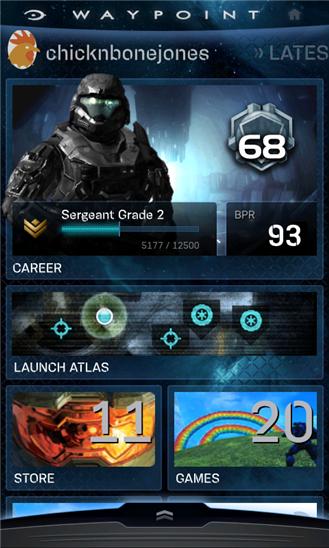 WAYPOINT
chicknbonejones
» LATES
68
Sergeant Grade 2
BPR
93
5177 / 12500
CAREER
LAUNCH ATLAS
11
20
STORE
GAMES